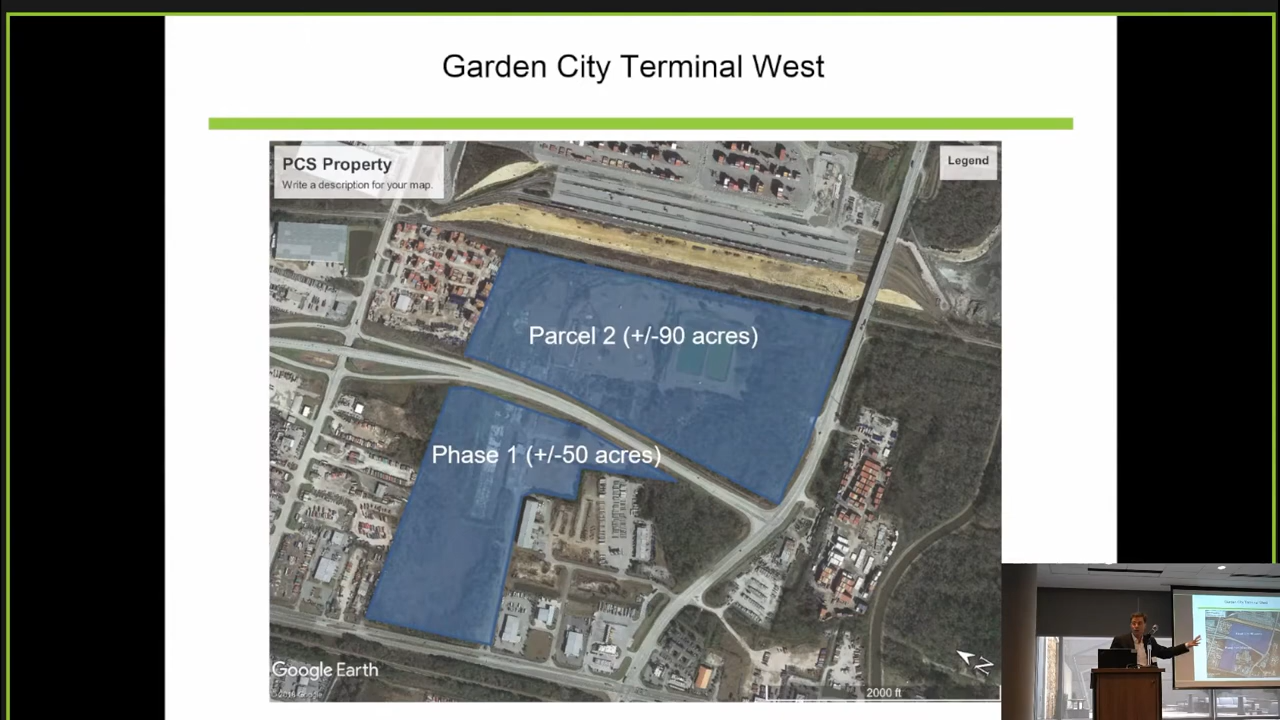 Garden City Terminal West
PCS Property
Write a description for your map.
Legend
Parcel 2 (+/-90 acres)
Phase 1 (+/-50 acres)
Google Earth
N
2000 ft